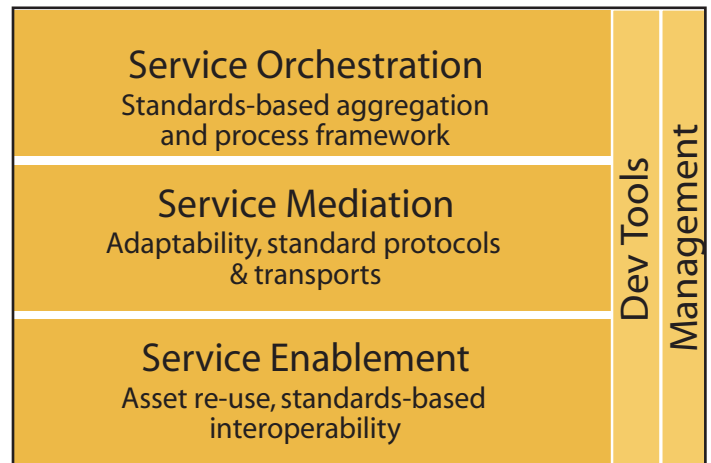 Service Orchestration
Standards-based aggregation
and process framework
Service Mediation
Adaptability, standard protocols
& transports
Service Enablement
Asset re-use, standards-based
interoperability
Dev Tools
Management